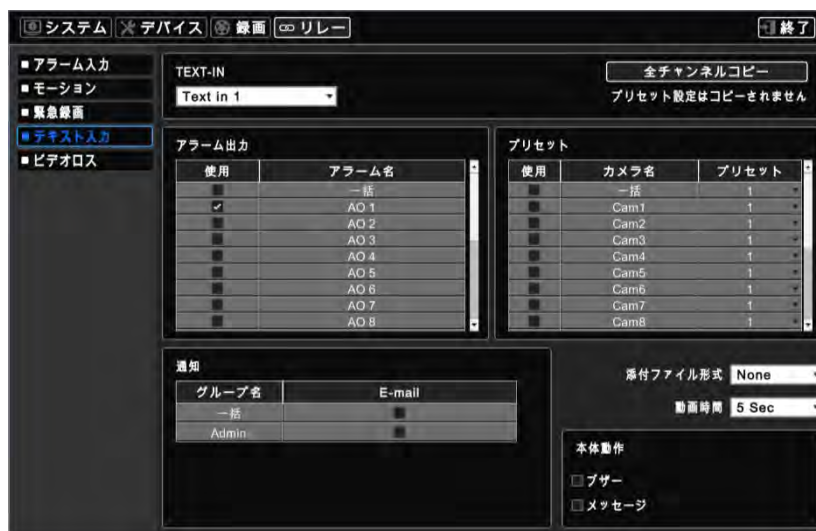 システム デバイス 録画 リレー 終了
アラーム入力
モーション
緊急録画
テキスト入力
ビデオロス
TEXT-IN
Text in 1
全チャンネルコピー
プリセット設定はコピーされません
アラーム出力
使用 アラーム名
一括
AO 1
AO 2
AO 3
AO 4
AO 5
AO 6
AO 7
AO 8
プリセット
使用 カメラ名 プリセット
一括 1
Cam1 1
Cam2 1
Cam3 1
Cam4 1
Cam5 1
Cam6 1
Cam7 1
Cam8 1
通知
グループ名 E-mail
一括
Admin
添付ファイル形式 None
動画時間 5 Sec
本体動作
ブザー
メッセージ